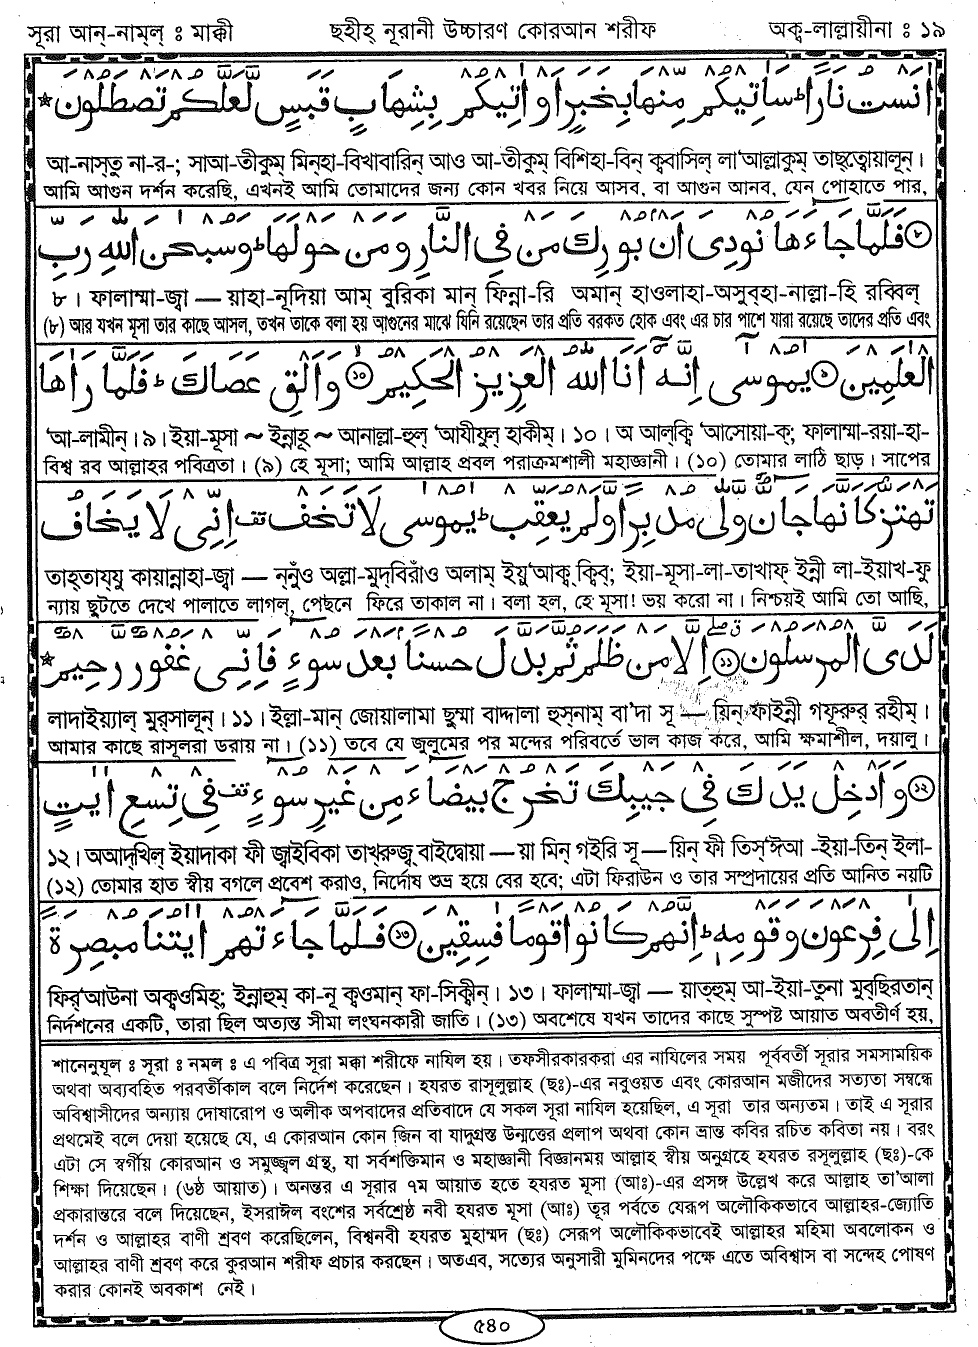 সূরা আন্-নাম্‌ল্ : মাক্কী
ছহীহ্ নূরানী উচ্চারণ কোরআন শরীফ
অক্ব-লাল্লাযীনা : ১৯
اٰنَسْتُ نَارًا سَاٰتِيْكُمْ مِّنْهَا بِخَبَرٍ اَوْ اٰتِيْكُمْ بِشِهَابٍ قَبَسٍ لَّعَلَّكُمْ تَصْطَلُوْنَ*
আ-নাস্‌তু না-র-; সাআ-তীকুম্ মিন্‌হা-বিখাবারিন্ আও আ-তীকুম্ বিশিহা-বিন্ ক্বাবাসিল্ লা'আল্লাকুম্ তাছ্‌ত্বোয়ালূন্।
আমি আগুন দর্শন করেছি, এখনই আমি তোমাদের জন্য কোন খবর নিয়ে আসব, বা আগুন আনব, যেন পোহাতে পার,
۝٨ فَلَمَّا جَآءَهَا نُوْدِىَ اَنْۢ بُوْرِكَ مَنْ فِى النَّارِ وَمَنْ حَوْلَهَا ؕ وَسُبْحٰنَ اللّٰهِ رَبِّ
৮। ফালাম্মা-জ্বা — য়াহা-নূদিয়া আম্ বুরিকা মান্ ফিন্না-রি অমান্ হাওলাহা-অসুব্‌হা-নাল্লা-হি রব্বিল্
(৮) আর যখন মূসা তার কাছে আসল, তখন তাকে বলা হয় আগুনের মাঝে যিনি রয়েছেন তার প্রতি বরকত হোক এবং এর চার পাশে যারা রয়েছে তাদের প্রতি এবং
الْعٰلَمِيْنَ ۝٩ يٰمُوْسٰٓى اِنَّهٗٓ اَنَا اللّٰهُ الْعَزِيْزُ الْحَكِيْمُ ۝١٠ وَاَلْقِ عَصَاكَ ؕ فَلَمَّا رَاٰهَا
'আ-লামীন্। ৯। ইয়া-মূসা ~ ইন্নাহূ ~ আনাল্লা-হুল্ 'আযীযুল্ হাকীম্। ১০। অ আল্‌ক্বি 'আসোয়া-ক্; ফালাম্মা-রয়া-হা-
বিশ্ব রব আল্লাহর পবিত্রতা। (৯) হে মূসা; আমি আল্লাহ প্রবল পরাক্রমশালী মহাজ্ঞানী। (১০) তোমার লাঠি ছাড়। সাপের
تَهْتَزُّ كَاَنَّهَا جَآنٌّ وَّلّٰى مُدْبِرًا وَّلَمْ يُعَقِّبْ ؕ يٰمُوْسٰى لَا تَخَفْ قف اِنِّىْ لَا يَخَافُ
তাহ্‌তায্‌যু কায়ান্নাহা-জ্বা — ন্‌নুঁও অল্লা-মুদ্‌বিরাঁও অলাম্ ইয়ু'আক্ব্‌ ক্বিব্; ইয়া-মূসা-লা-তাখাফ্ ইন্নী লা-ইয়াখ-ফু
ন্যায় ছুটতে দেখে পালাতে লাগল, পেছনে ফিরে তাকাল না। বলা হল, হে মূসা! ভয় করো না। নিশ্চয়ই আমি তো আছি,
لَدَىَّ الْمُرْسَلُوْنَ ۝١١ اِلَّا مَنْ ظَلَمَ ثُمَّ بَدَّلَ حُسْنًۢا بَعْدَ سُوْٓءٍ فَاِنِّىْ غَفُوْرٌ رَّحِيْمٌ*
লাদাইয়্যাল্ মুর্‌সালূন্। ১১। ইল্লা-মান্ জোয়ালামা ছুম্মা বাদ্দালা হুস্‌নাম্ বা'দা সূ — য়িন্ ফাইন্নী গফূরুর্ রহীম্।
আমার কাছে রাসূলরা ডরায় না। (১১) তবে যে জুলুমের পর মন্দের পরিবর্তে ভাল কাজ করে, আমি ক্ষমাশীল, দয়ালু।
۝١٢ وَاَدْخِلْ يَدَكَ فِىْ جَيْبِكَ تَخْرُجْ بَيْضَآءَ مِنْ غَيْرِ سُوْٓءٍ قف فِىْ تِسْعِ اٰيٰتٍ
১২। অআদ্‌খিল্ ইয়াদাকা ফী জ্বাইবিকা তাখ্‌রুজ্ব্ বাইদ্বোয়া — য়া মিন্ গইরি সূ — য়িন্ ফী তিস্'ঈআ -ইয়া-তিন্ ইলা-
(১২) তোমার হাত স্বীয় বগলে প্রবেশ করাও, নির্দোষ শুভ্র হয়ে বের হবে; এটা ফিরাউন ও তার সম্প্রদায়ের প্রতি আনিত নয়টি
اِلٰى فِرْعَوْنَ وَقَوْمِهٖ ؕ اِنَّهُمْ كَانُوْا قَوْمًا فٰسِقِيْنَ ۝١٣ فَلَمَّا جَآءَتْهُمْ اٰيٰتُنَا مُبْصِرَةً
ফির্'আউনা অক্বওমিহ্; ইন্নাহুম্ কা-নূ ক্বওমান্ ফা-সিক্বীন্। ১৩। ফালাম্মা-জ্বা — য়াত্‌হুম্ আ-ইয়া-তুনা মুব্‌ছিরতান্
নির্দশনের একটি, তারা ছিল অত্যন্ত সীমা লংঘনকারী জাতি। (১৩) অবশেষে যখন তাদের কাছে সুস্পষ্ট আয়াত অবতীর্ণ হয়,
শানেনুযূল : সূরা : নমল : এ পবিত্র সূরা মক্কা শরীফে নাযিল হয়। তফসীরকারকরা এর নাযিলের সময় পূর্ববর্তী সূরার সমসাময়িক
অথবা অব্যবহিত পরবর্তীকাল বলে নির্দেশ করেছেন। হযরত রাসূলুল্লাহ (ছঃ)-এর নবুওয়ত এবং কোরআন মজীদের সত্যতা সম্বন্ধে
অবিশ্বাসীদের অন্যায় দোষারোপ ও অলীক অপবাদের প্রতিবাদে যে সকল সূরা নাযিল হয়েছিল, এ সূরা তার অন্যতম। তাই এ সূরার
প্রথমেই বলে দেয়া হয়েছে যে, এ কোরআন কোন জিন বা যাদুগ্রস্ত উন্মত্তের প্রলাপ অথবা কোন ভ্রান্ত কবির রচিত কবিতা নয়। বরং
এটা সে স্বর্গীয় কোরআন ও সমুজ্জ্বল গ্রন্থ, যা সর্বশক্তিমান ও মহাজ্ঞানী বিজ্ঞানময় আল্লাহ স্বীয় অনুগ্রহে হযরত রসূলুল্লাহ (ছঃ)-কে
শিক্ষা দিয়েছেন। (৬ষ্ঠ আয়াত)। অনন্তর এ সূরার ৭ম আয়াত হতে হযরত মূসা (আঃ)-এর প্রসঙ্গ উল্লেখ করে আল্লাহ তা'আলা
প্রকারান্তরে বলে দিয়েছেন, ইসরাঈল বংশের সর্বশ্রেষ্ঠ নবী হযরত মূসা (আঃ) তূর পর্বতে যেরূপ অলৌকিকভাবে আল্লাহর-জ্যোতি
দর্শন ও আল্লাহর বাণী শ্রবণ করেছিলেন, বিশ্বনবী হযরত মুহাম্মদ (ছঃ) সেরূপ অলৌকিকভাবেই আল্লাহর মহিমা অবলোকন ও
আল্লাহর বাণী শ্রবণ করে কুরআন শরীফ প্রচার করছেন। অতএব, সত্যের অনুসারী মুমিনদের পক্ষে এতে অবিশ্বাস বা সন্দেহ পোষণ
করার কোনই অবকাশ নেই।
৫৪০